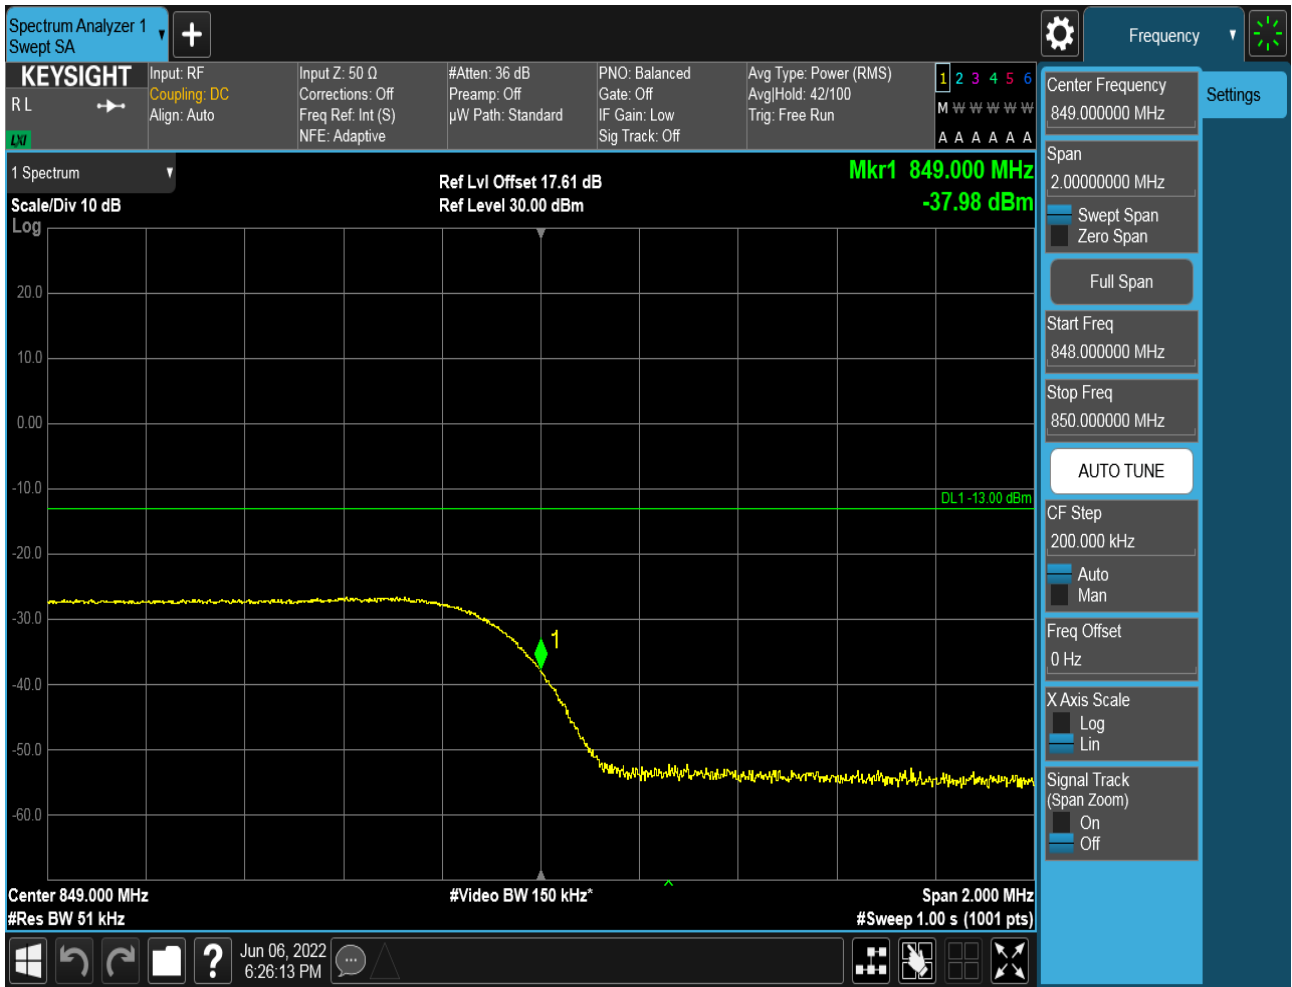 Spectrum Analyzer 1
Swept SA
Frequency
KEYSIGHT
R L
LXI
Input: RF
Coupling: DC
Align: Auto
Input Z: 50 Ω
Corrections: Off
Freq Ref: Int (S)
NFE: Adaptive
#Atten: 36 dB
Preamp: Off
µW Path: Standard
PNO: Balanced
Gate: Off
IF Gain: Low
Sig Track: Off
Avg Type: Power (RMS)
Avg|Hold: 42/100
Trig: Free Run
1 2 3 4 5 6
M W W W W W
A A A A A A
1 Spectrum
Scale/Div 10 dB
Log
Ref Lvl Offset 17.61 dB
Ref Level 30.00 dBm
Mkr1 849.000 MHz
-37.98 dBm
20.0
10.0
0.00
-10.0
-20.0
-30.0
-40.0
-50.0
-60.0
DL1 -13.00 dBm
1
Center 849.000 MHz
#Res BW 51 kHz
#Video BW 150 kHz*
Span 2.000 MHz
#Sweep 1.00 s (1001 pts)
Jun 06, 2022
6:26:13 PM
Center Frequency
849.000000 MHz
Span
2.00000000 MHz
Swept Span
Zero Span
Full Span
Start Freq
848.000000 MHz
Stop Freq
850.000000 MHz
AUTO TUNE
CF Step
200.000 kHz
Auto
Man
Freq Offset
0 Hz
X Axis Scale
Log
Lin
Signal Track
(Span Zoom)
On
Off
Settings